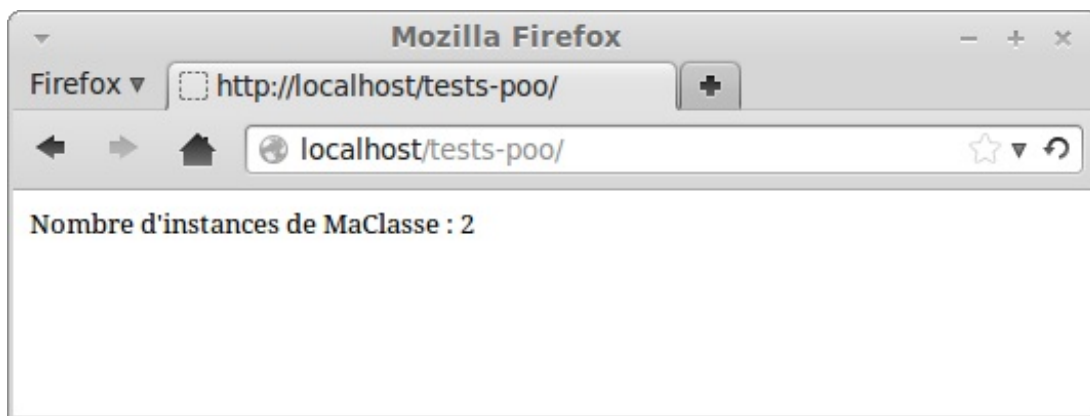 Mozilla Firefox
Firefox
http://localhost/tests-poo/
localhost/tests-poo/
Nombre d'instances de MaClasse : 2